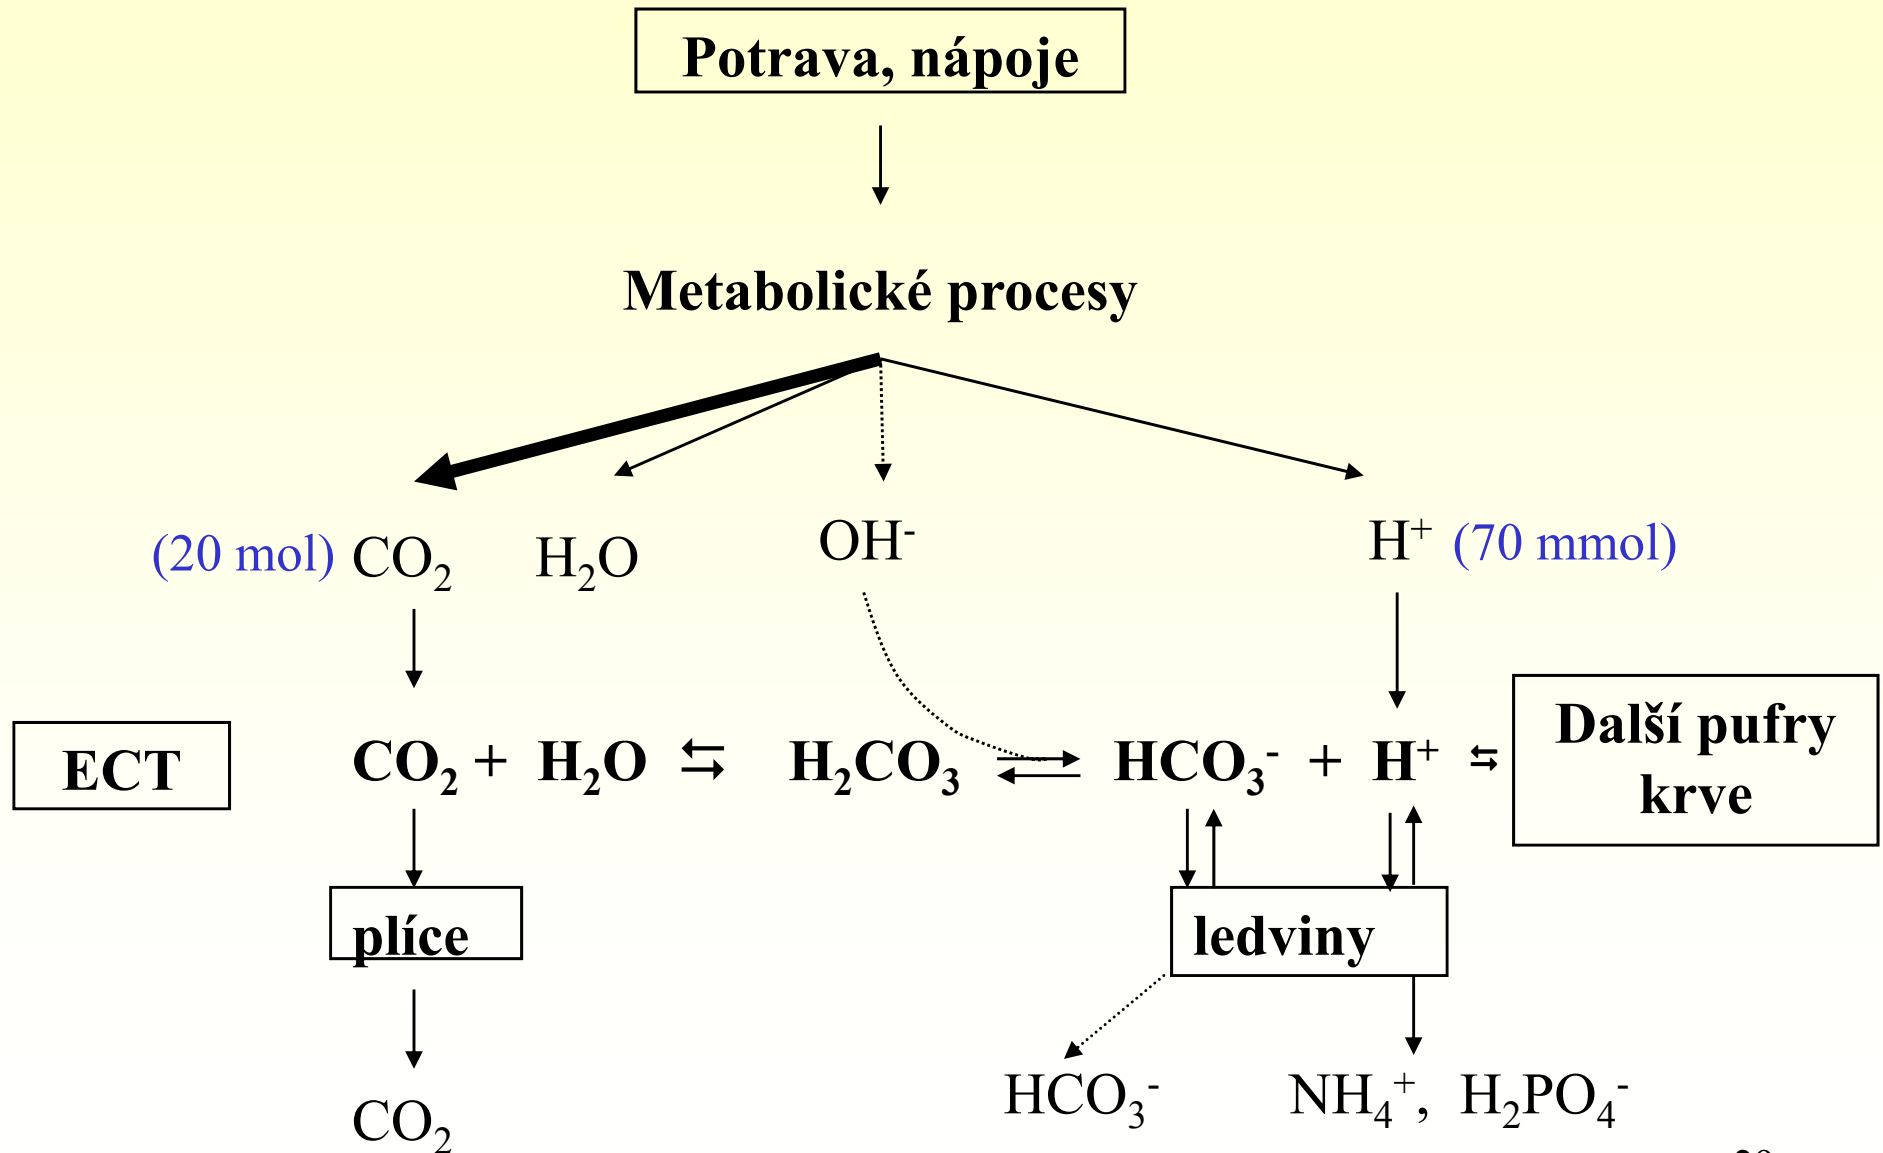 Potrava, nápoje
Metabolické procesy
(20 mol) CO₂ H₂O OH⁻ H⁺ (70 mmol)
ECT CO₂ + H₂O ⇆ H₂CO₃ ⇌ HCO₃⁻ + H⁺ ⇆ Další pufry
krve
plíce ledviny
CO₂ HCO₃⁻ NH₄⁺, H₂PO₄⁻